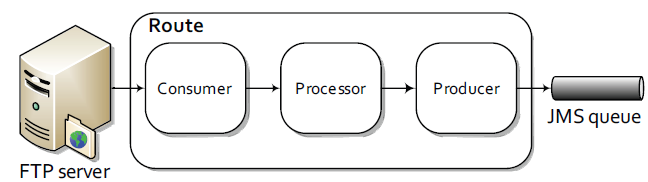 Route
Consumer
Processor
Producer
JMS queue
FTP server